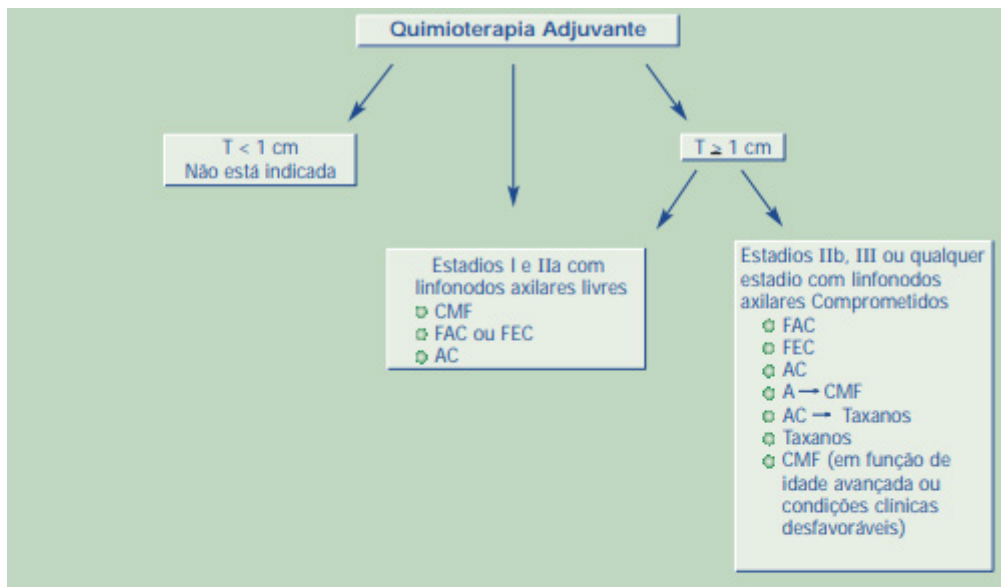 Quimioterapia Adjuvante
T < 1 cm
Não está indicada
T ≥ 1 cm
Estadios I e IIa com
linfonodos axilares livres
CMF
FAC ou FEC
AC
Estadios IIb, III ou qualquer
estadio com linfonodos
axilares Comprometidos
FAC
FEC
AC
A → CMF
AC → Taxanos
Taxanos
CMF (em função de
idade avançada ou
condições clinicas
desfavoráveis)